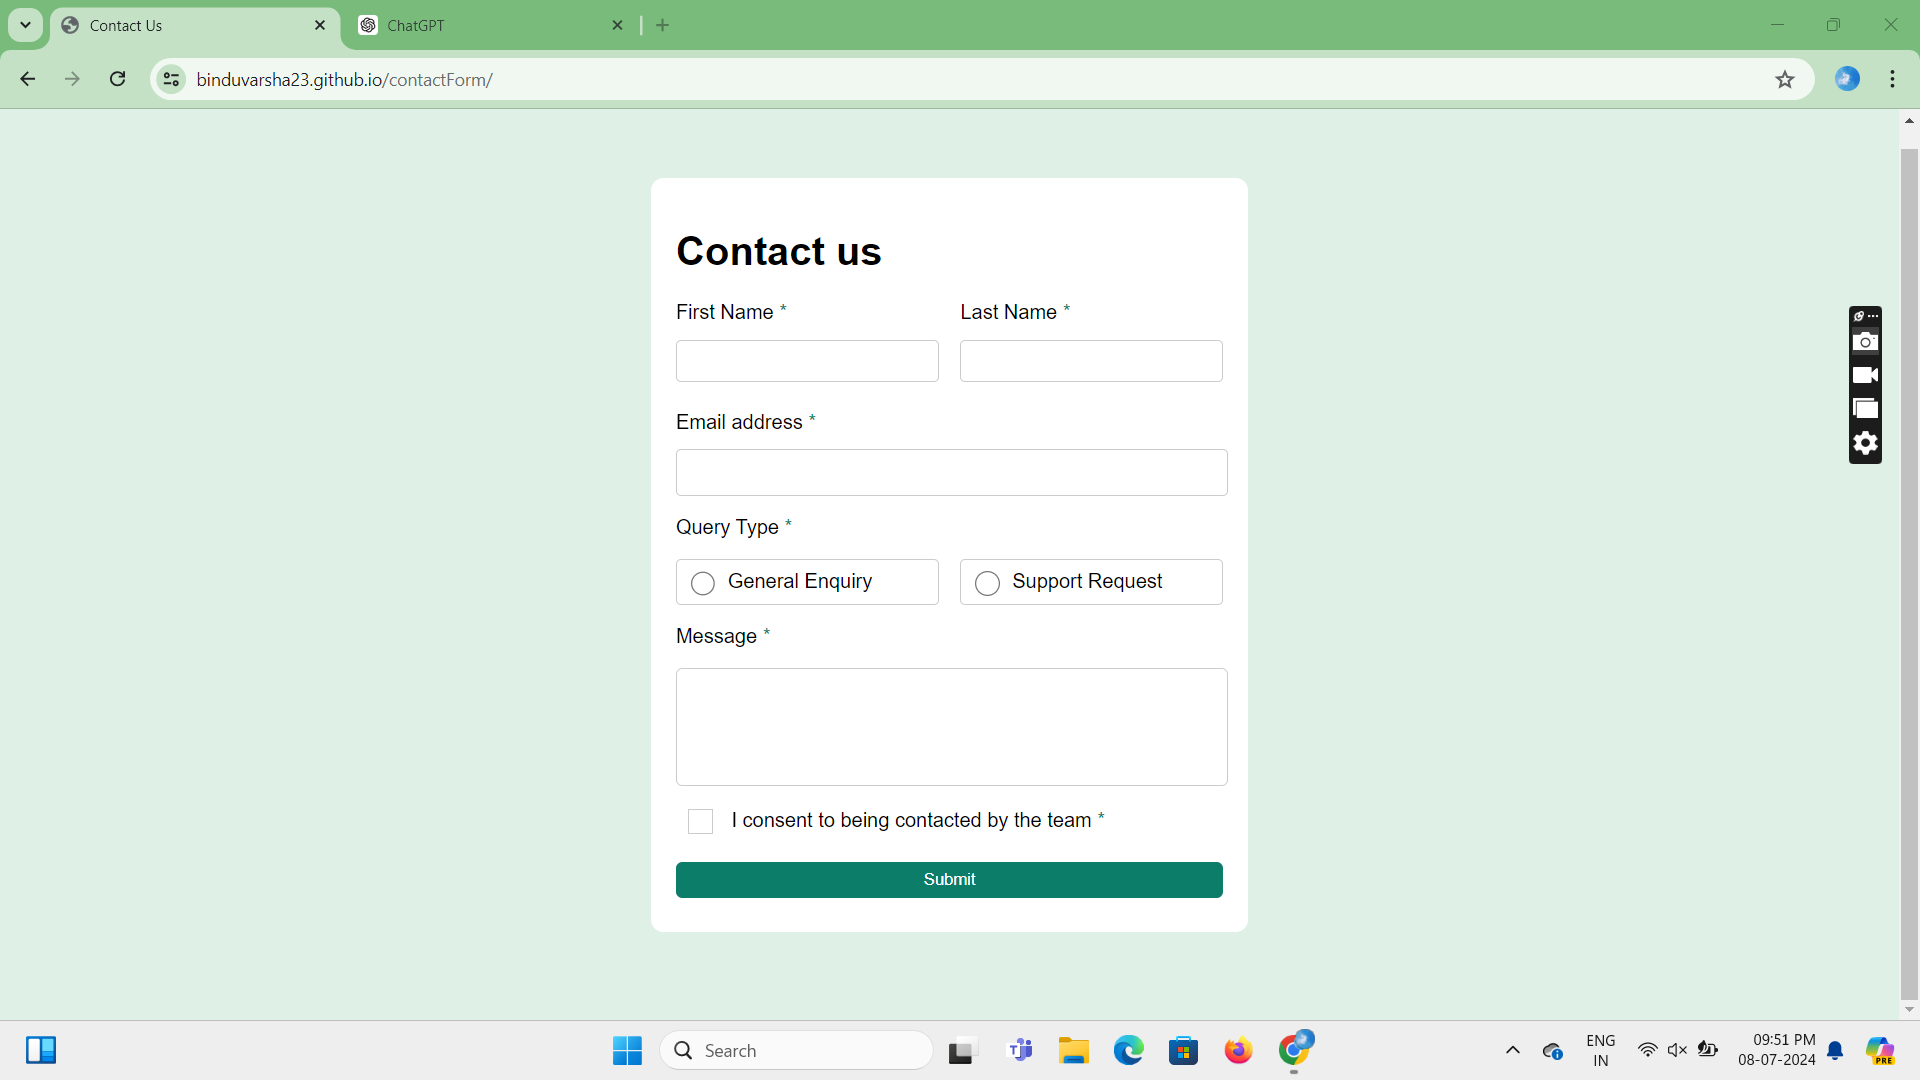 Contact Us
ChatGPT
binduvarsha23.github.io/contactForm/
Contact us
First Name * Last Name *
Email address *
Query Type *
General Enquiry Support Request
Message *
I consent to being contacted by the team *
Submit
Search
ENG
IN
09:51 PM
08-07-2024
PRE